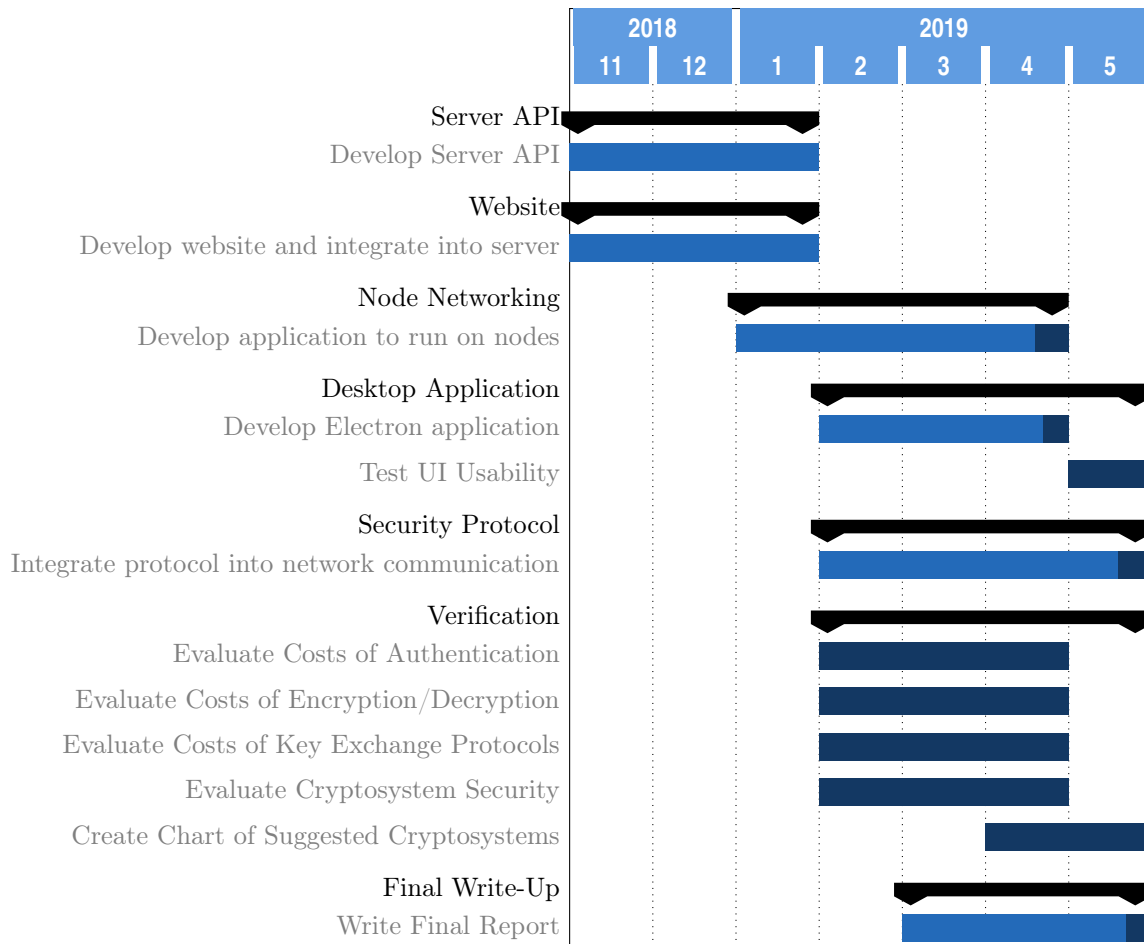 2018 2019
11 12 1 2 3 4 5
Server API
Develop Server API
Website
Develop website and integrate into server
Node Networking
Develop application to run on nodes
Desktop Application
Develop Electron application
Test UI Usability
Security Protocol
Integrate protocol into network communication
Verification
Evaluate Costs of Authentication
Evaluate Costs of Encryption/Decryption
Evaluate Costs of Key Exchange Protocols
Evaluate Cryptosystem Security
Create Chart of Suggested Cryptosystems
Final Write-Up
Write Final Report